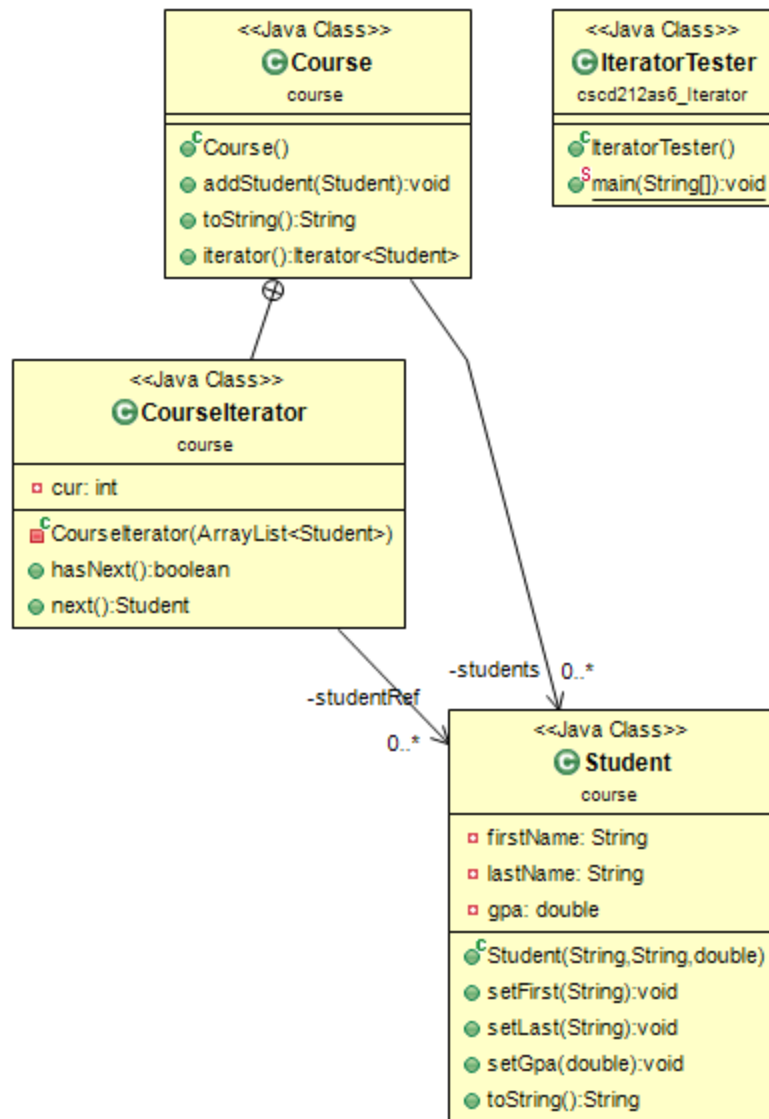 <<Java Class>>
Course
course
Course()
addStudent(Student):void
toString():String
iterator():Iterator<Student>
<<Java Class>>
IteratorTester
cscd212as6_Iterator
IteratorTester()
main(String[]):void
<<Java Class>>
CourseIterator
course
cur: int
CourseIterator(ArrayList<Student>)
hasNext():boolean
next():Student
-studentRef
0..*
-students
0..*
<<Java Class>>
Student
course
firstName: String
lastName: String
gpa: double
Student(String,String,double)
setFirst(String):void
setLast(String):void
setGpa(double):void
toString():String